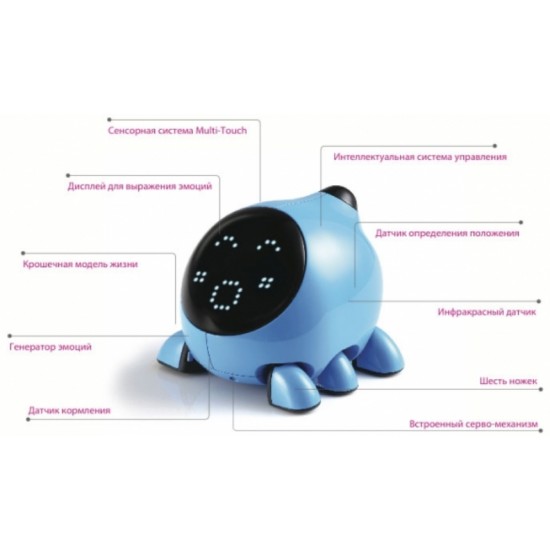 Сенсорная система Multi-Touch
Интеллектуальная система управления
Дисплей для выражения эмоций
Датчик определения положения
Крошечная модель жизни
Инфракрасный датчик
Генератор эмоций
Шесть ножек
Датчик кормления
Встроенный серво-механизм